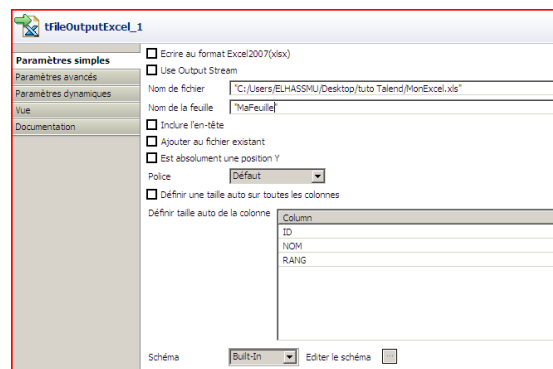 tFileOutputExcel_1
Paramètres simples
Paramètres avancés
Paramètres dynamiques
Vue
Documentation
Ecrire au format Excel2007(xlsx)
Use Output Stream
Nom de fichier "C:/Users/ELHASSMU/Desktop/tuto Talend/MonExcel.xls"
Nom de la feuille "MaFeuille"
Inclure l'en-tête
Ajouter au fichier existant
Est absolument une position Y
Police Défaut
Définir une taille auto sur toutes les colonnes
Définir taille auto de la colonne
Column
ID
NOM
RANG
Schéma Built-In Editer le schéma ...